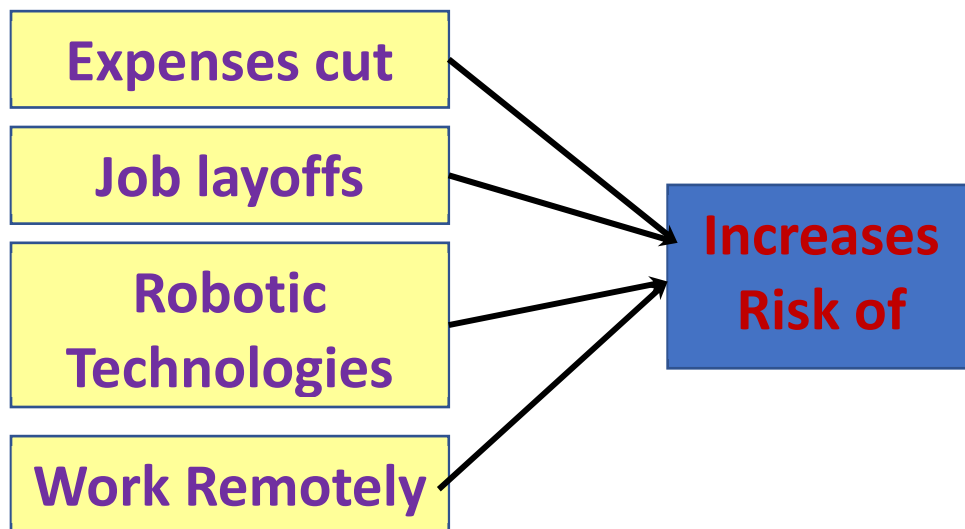 Expenses cut
Job layoffs
Robotic
Technologies
Work Remotely
Increases
Risk of